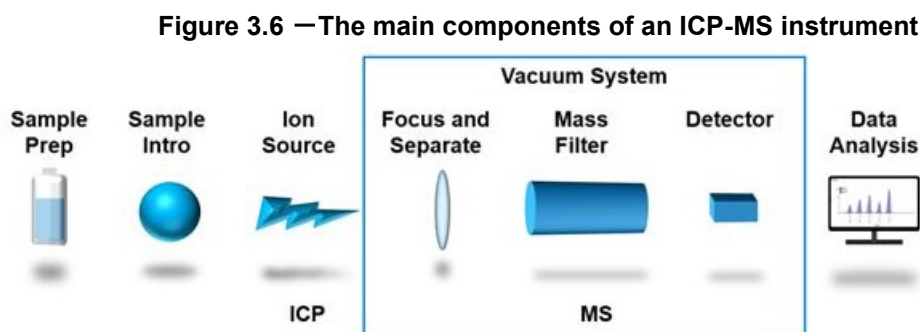 Figure 3.6 —The main components of an ICP-MS instrument
Vacuum System
Sample Prep
Sample Intro
Ion Source
Focus and Separate
Mass Filter
Detector
Data Analysis
ICP
MS